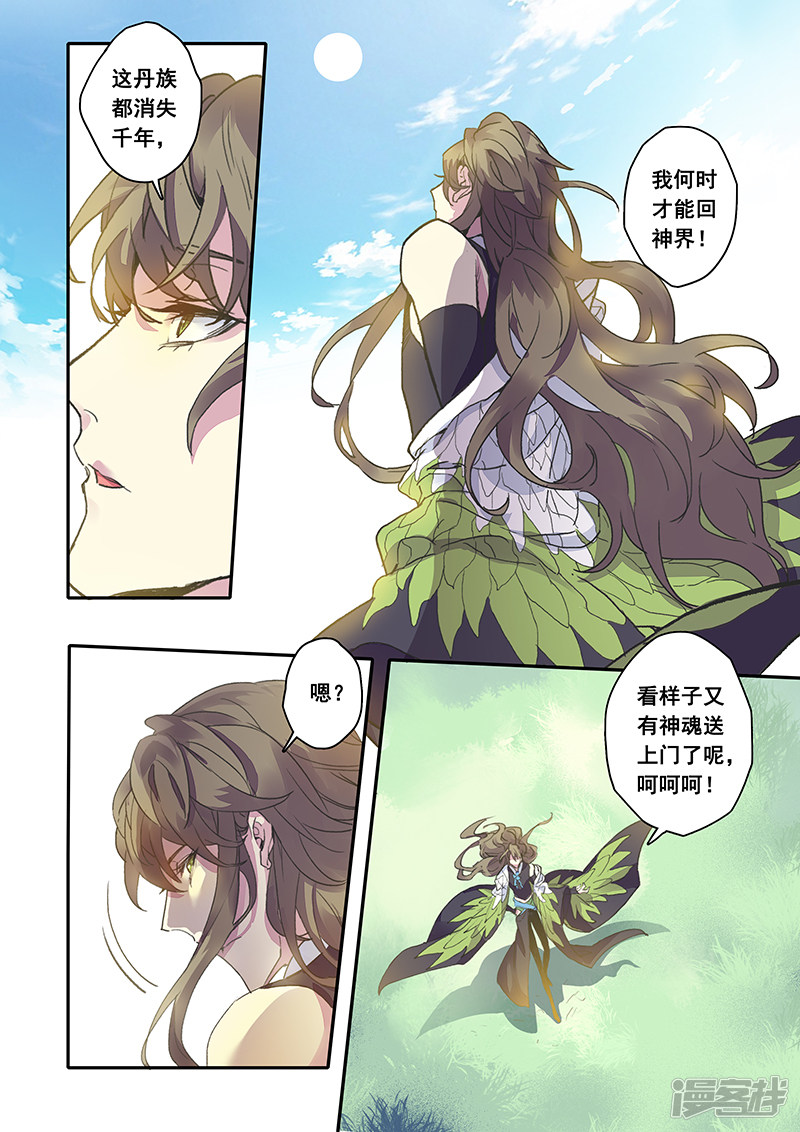 这丹族
都消失
千年，
我何时
才能回
神界！
嗯？
看样子又
有神魂送
上门了呢，
呵呵呵！
漫客栈